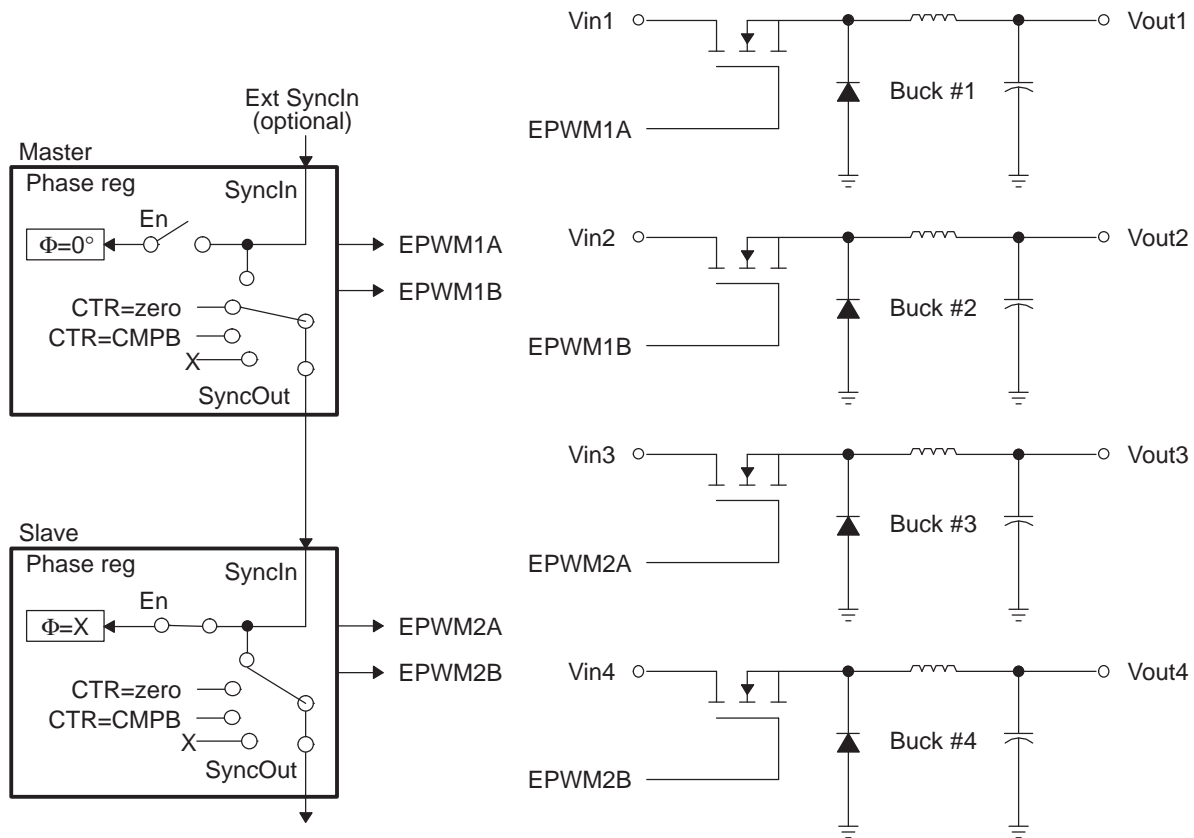 Ext SyncIn
(optional)
Master
Phase reg
SyncIn
En
Φ=0°
EPWM1A
EPWM1B
CTR=zero
CTR=CMPB
X
SyncOut
Slave
Phase reg
SyncIn
En
Φ=X
EPWM2A
EPWM2B
CTR=zero
CTR=CMPB
X
SyncOut
Vin1
Vout1
Buck #1
EPWM1A
Vin2
Vout2
Buck #2
EPWM1B
Vin3
Vout3
Buck #3
EPWM2A
Vin4
Vout4
Buck #4
EPWM2B